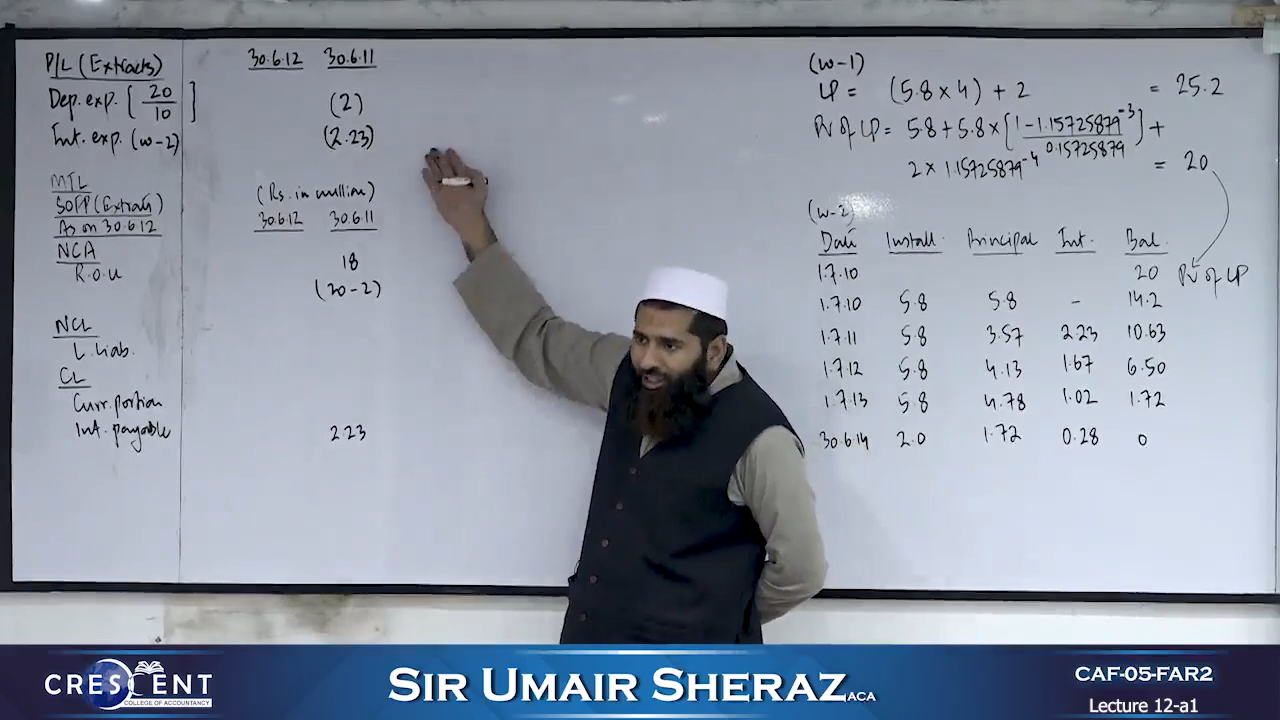 P/L (Extracts) 30.6.12 30.6.11
Dep. exp. [20/10] (2)
Int. exp. (w-2) (2.23)
MTL
SOFP (Extracts) (Rs. in million)
As on 30.6.12 30.6.12 30.6.11
NCA
R.O.U 18
(20-2)
NCL
L. Liab.
CL
Curr. portion
Int. payable 2.23
(w-1)
LP = (5.8 × 4) + 2 = 25.2
PV of LP = 5.8 + 5.8 × [1 - 1.15725879⁻³ / 0.15725879] +
2 × 1.15725879⁻⁴ = 20
(w-2)
Date Install. Principal Int. Bal.
1.7.10 20 PV of LP
1.7.10 5.8 5.8 - 14.2
1.7.11 5.8 3.57 2.23 10.63
1.7.12 5.8 4.13 1.67 6.50
1.7.13 5.8 4.78 1.02 1.72
30.6.14 2.0 1.72 0.28 0
CRESCENT
COLLEGE OF ACCOUNTANCY
SIR UMAIR SHERAZ ACA
CAF-05-FAR2
Lecture 12-a1